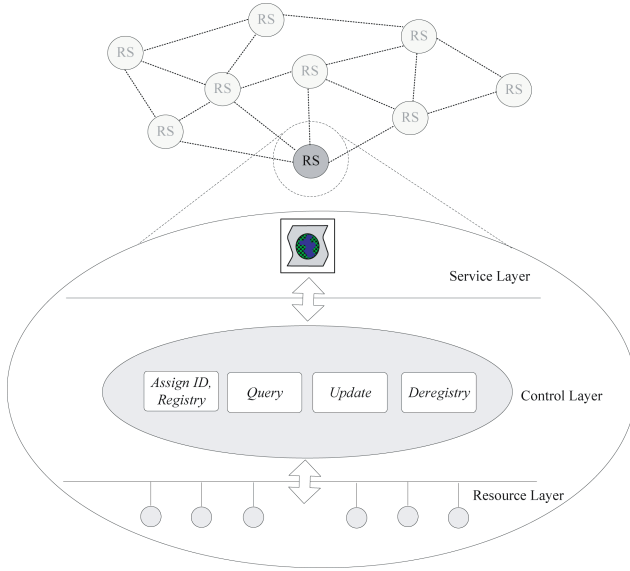 RS
RS
RS
RS
RS
RS
RS
RS
RS
Service Layer
Assign ID,
Registry
Query
Update
Deregistry
Control Layer
Resource Layer